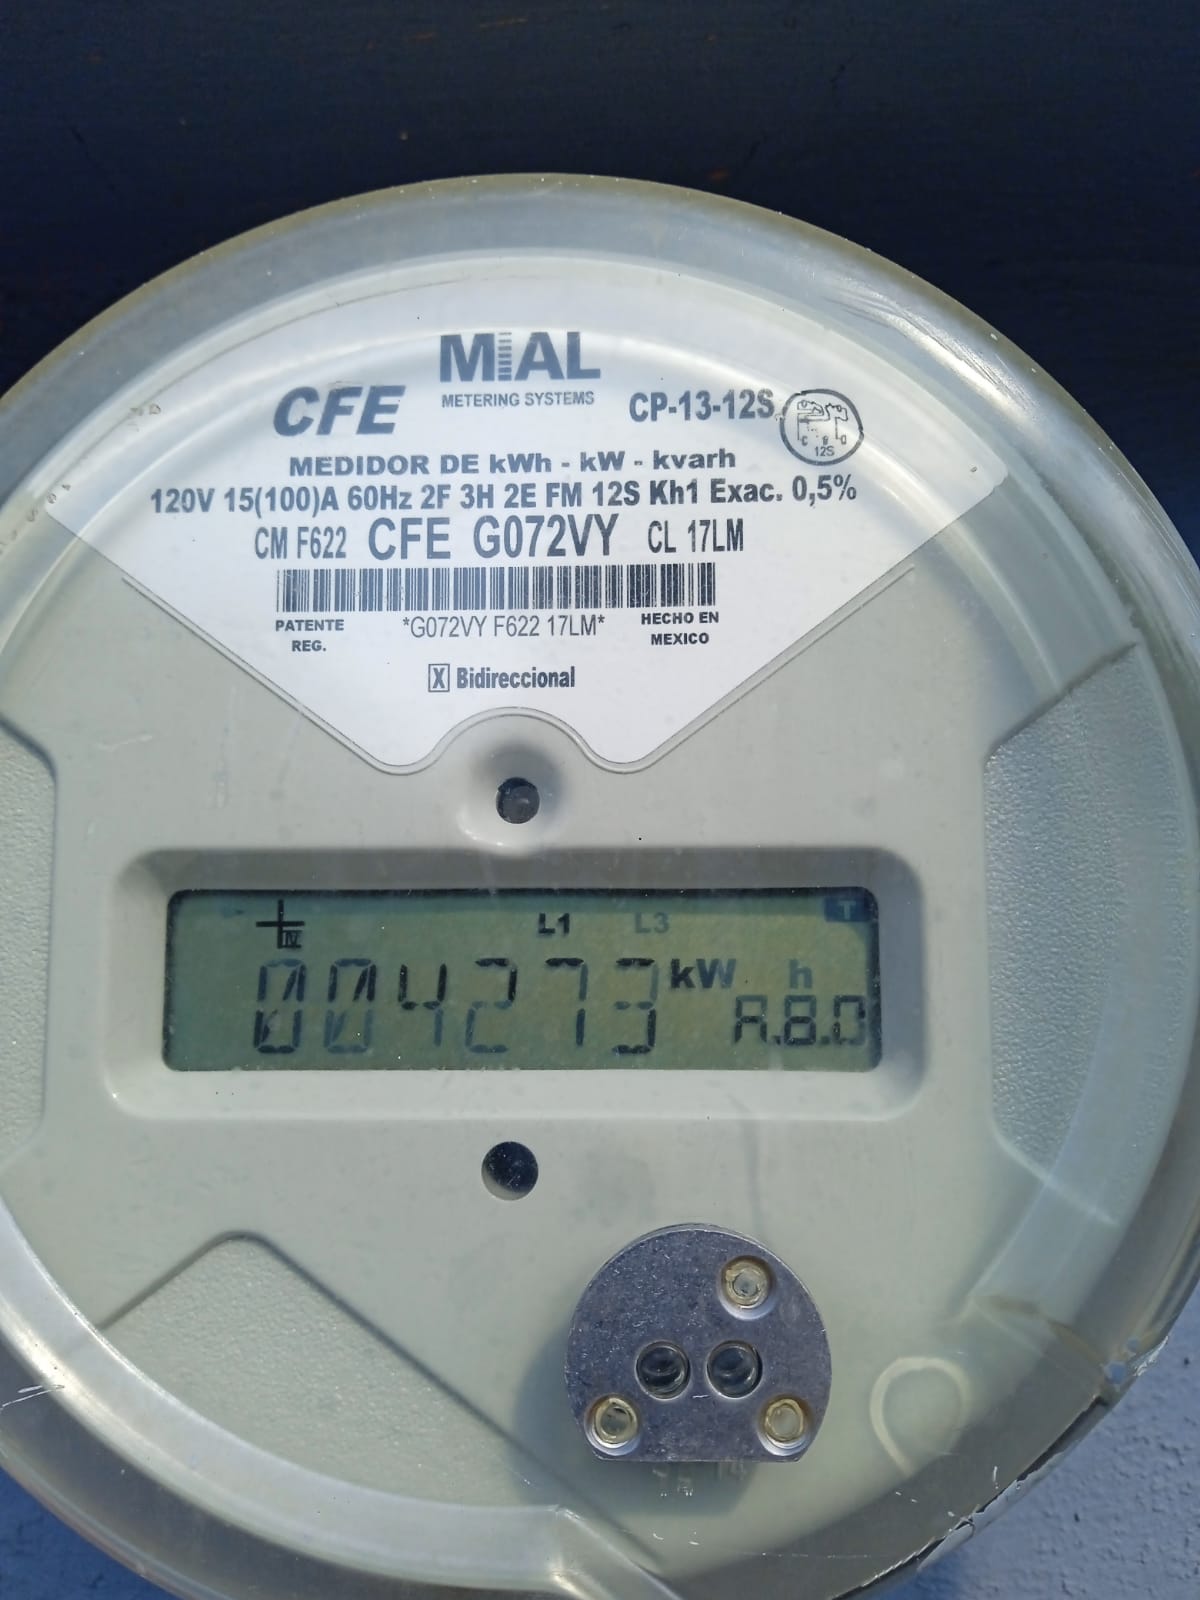 MIAL
METERING SYSTEMS
CFE
CP-13-12S
12S
MEDIDOR DE kWh - kW - kvarh
120V 15(100)A 60Hz 2F 3H 2E FM 12S Kh1 Exac. 0,5%
CM F622 CFE G072VY CL 17LM
PATENTE REG.
*G072VY F622 17LM*
HECHO EN MEXICO
X Bidireccional
L1 L3 T
IV
004273 kW h
A.8.0